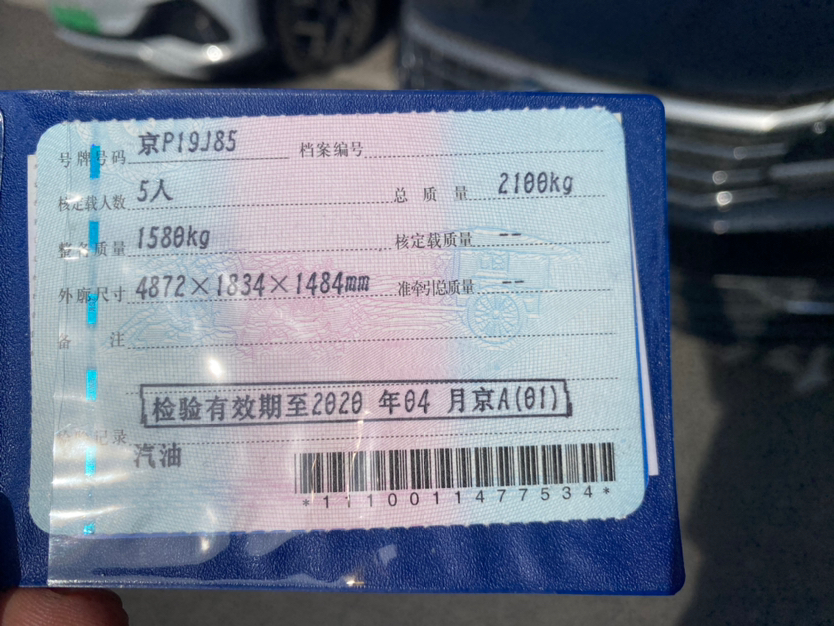 号牌号码 京P19J85 档案编号
核定载人数 5人 总质量 2100kg
整备质量 1580kg 核定载质量 --
外廓尺寸 4872×1834×1484mm 准牵引总质量 --
备注
检验有效期至2020年04月京A(01)
检验记录
汽油
*1110011477534*